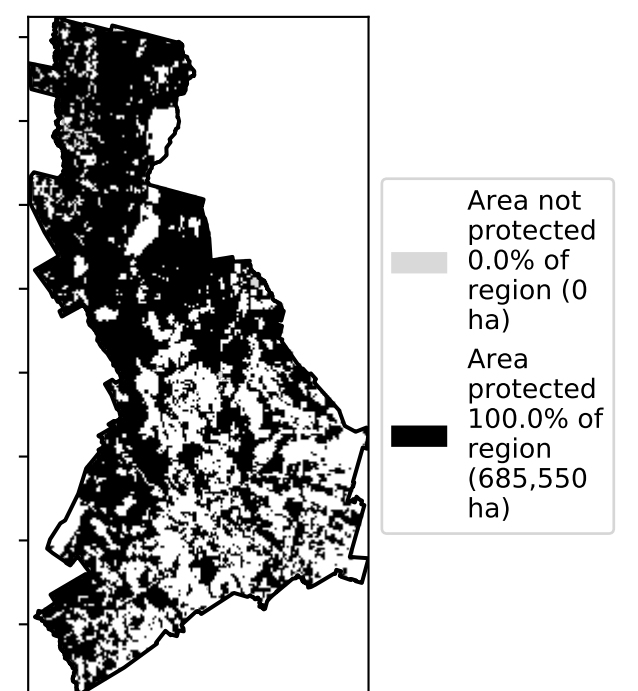 Area not
protected
0.0% of
region (0
ha)
Area
protected
100.0% of
region
(685,550
ha)